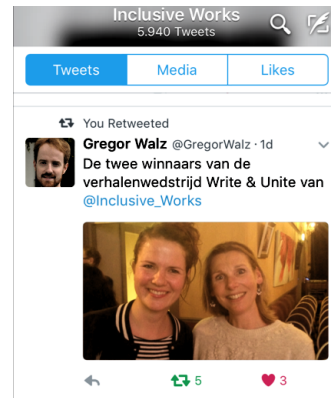 Inclusive Works
5.940 Tweets
Tweets Media Likes
You Retweeted
Gregor Walz @GregorWalz · 1d
De twee winnaars van de
verhalenwedstrijd Write & Unite van
@Inclusive_Works
5 3